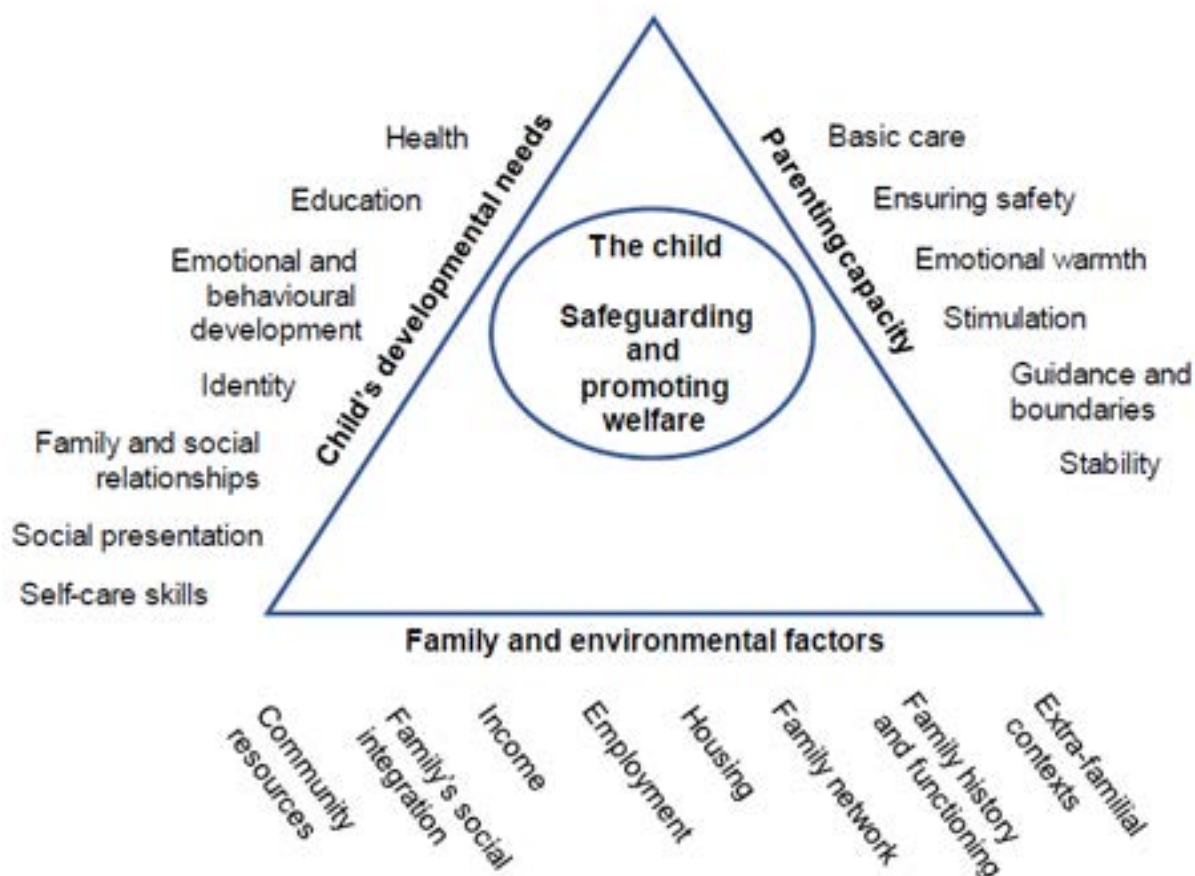 Health
Education
Emotional and
behavioural
development
Identity
Family and social
relationships
Social presentation
Self-care skills
Child's developmental needs
The child
Safeguarding
and
promoting
welfare
Parentingcapacity
Basic care
Ensuring safety
Emotional warmth
Stimulation
Guidance and
boundaries
Stability
Family and environmental factors
Community
resources
Family's social
integration
Income
Employment
Housing
Family network
Family history
and functioning
Extra-familial
contexts